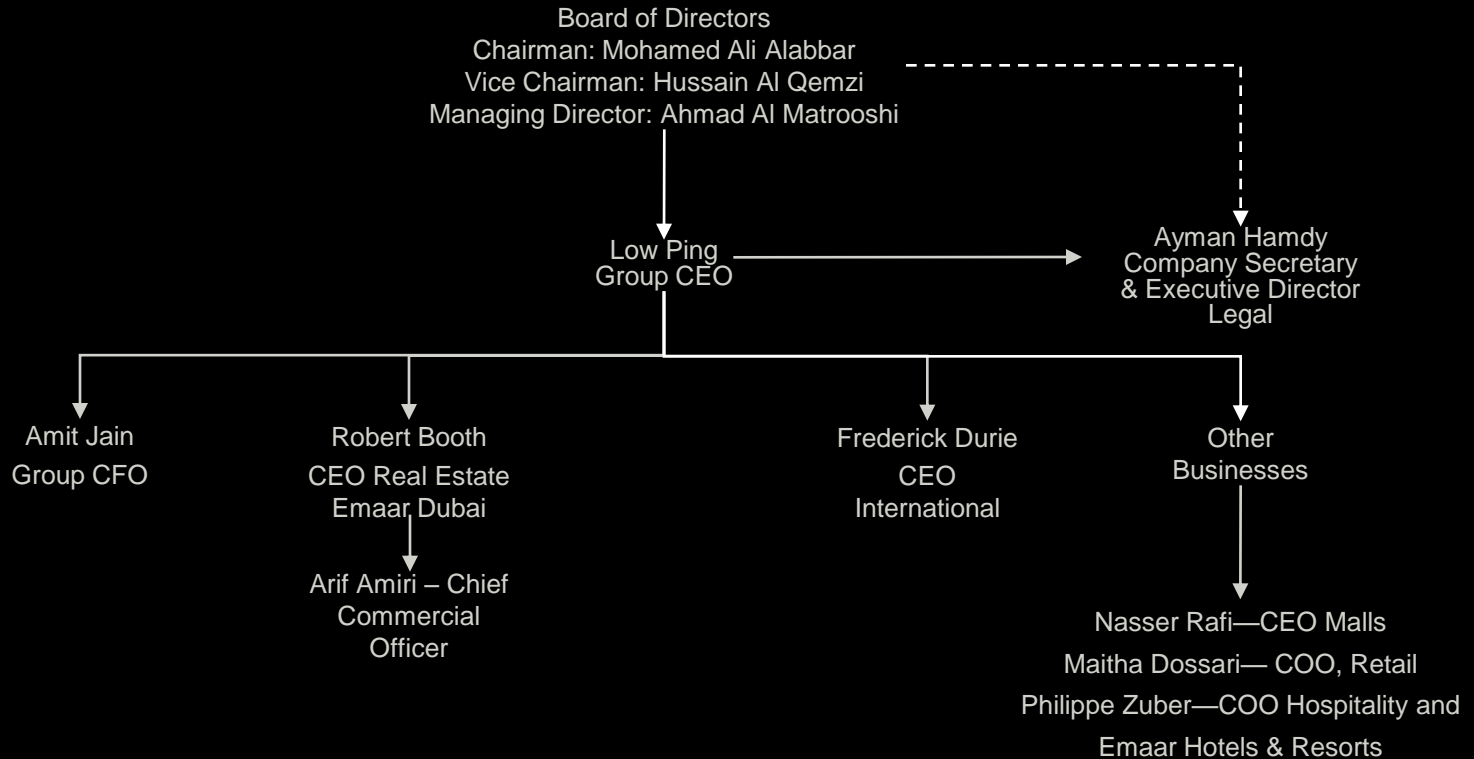 Board of Directors
Chairman: Mohamed Ali Alabbar
Vice Chairman: Hussain Al Qemzi
Managing Director: Ahmad Al Matrooshi
Low Ping
Group CEO
Ayman Hamdy
Company Secretary
& Executive Director
Legal
Amit Jain
Group CFO
Robert Booth
CEO Real Estate
Emaar Dubai
Arif Amiri – Chief
Commercial
Officer
Frederick Durie
CEO
International
Other
Businesses
Nasser Rafi—CEO Malls
Maitha Dossari— COO, Retail
Philippe Zuber—COO Hospitality and
Emaar Hotels & Resorts